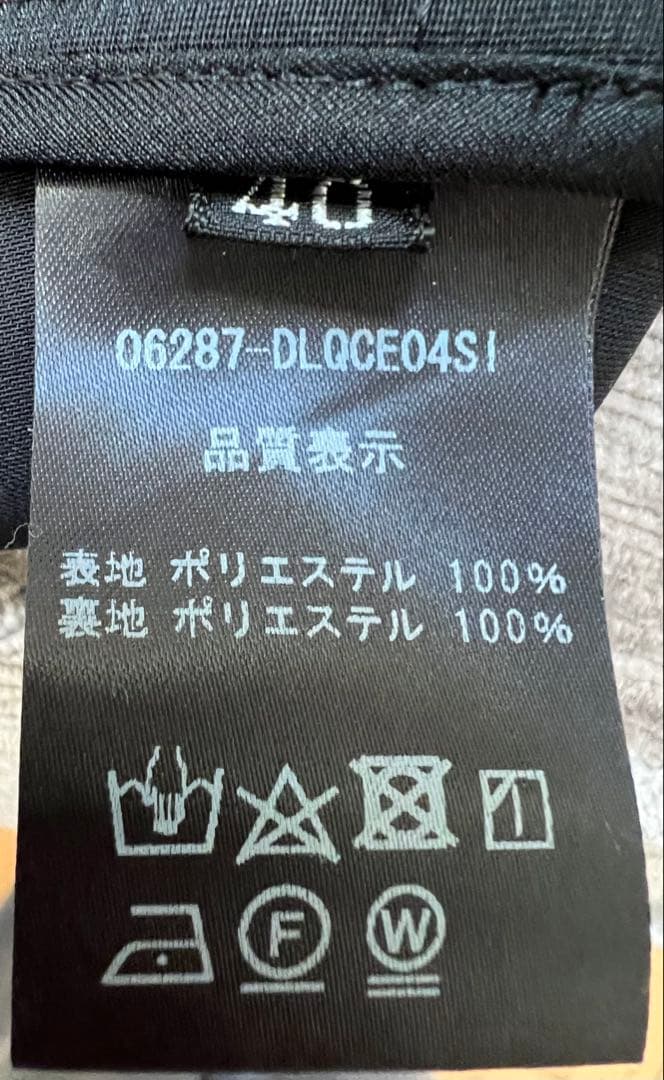 40
06287-DLQCE04SI
品質表示
表地 ポリエステル 100%
裏地 ポリエステル 100%
F W